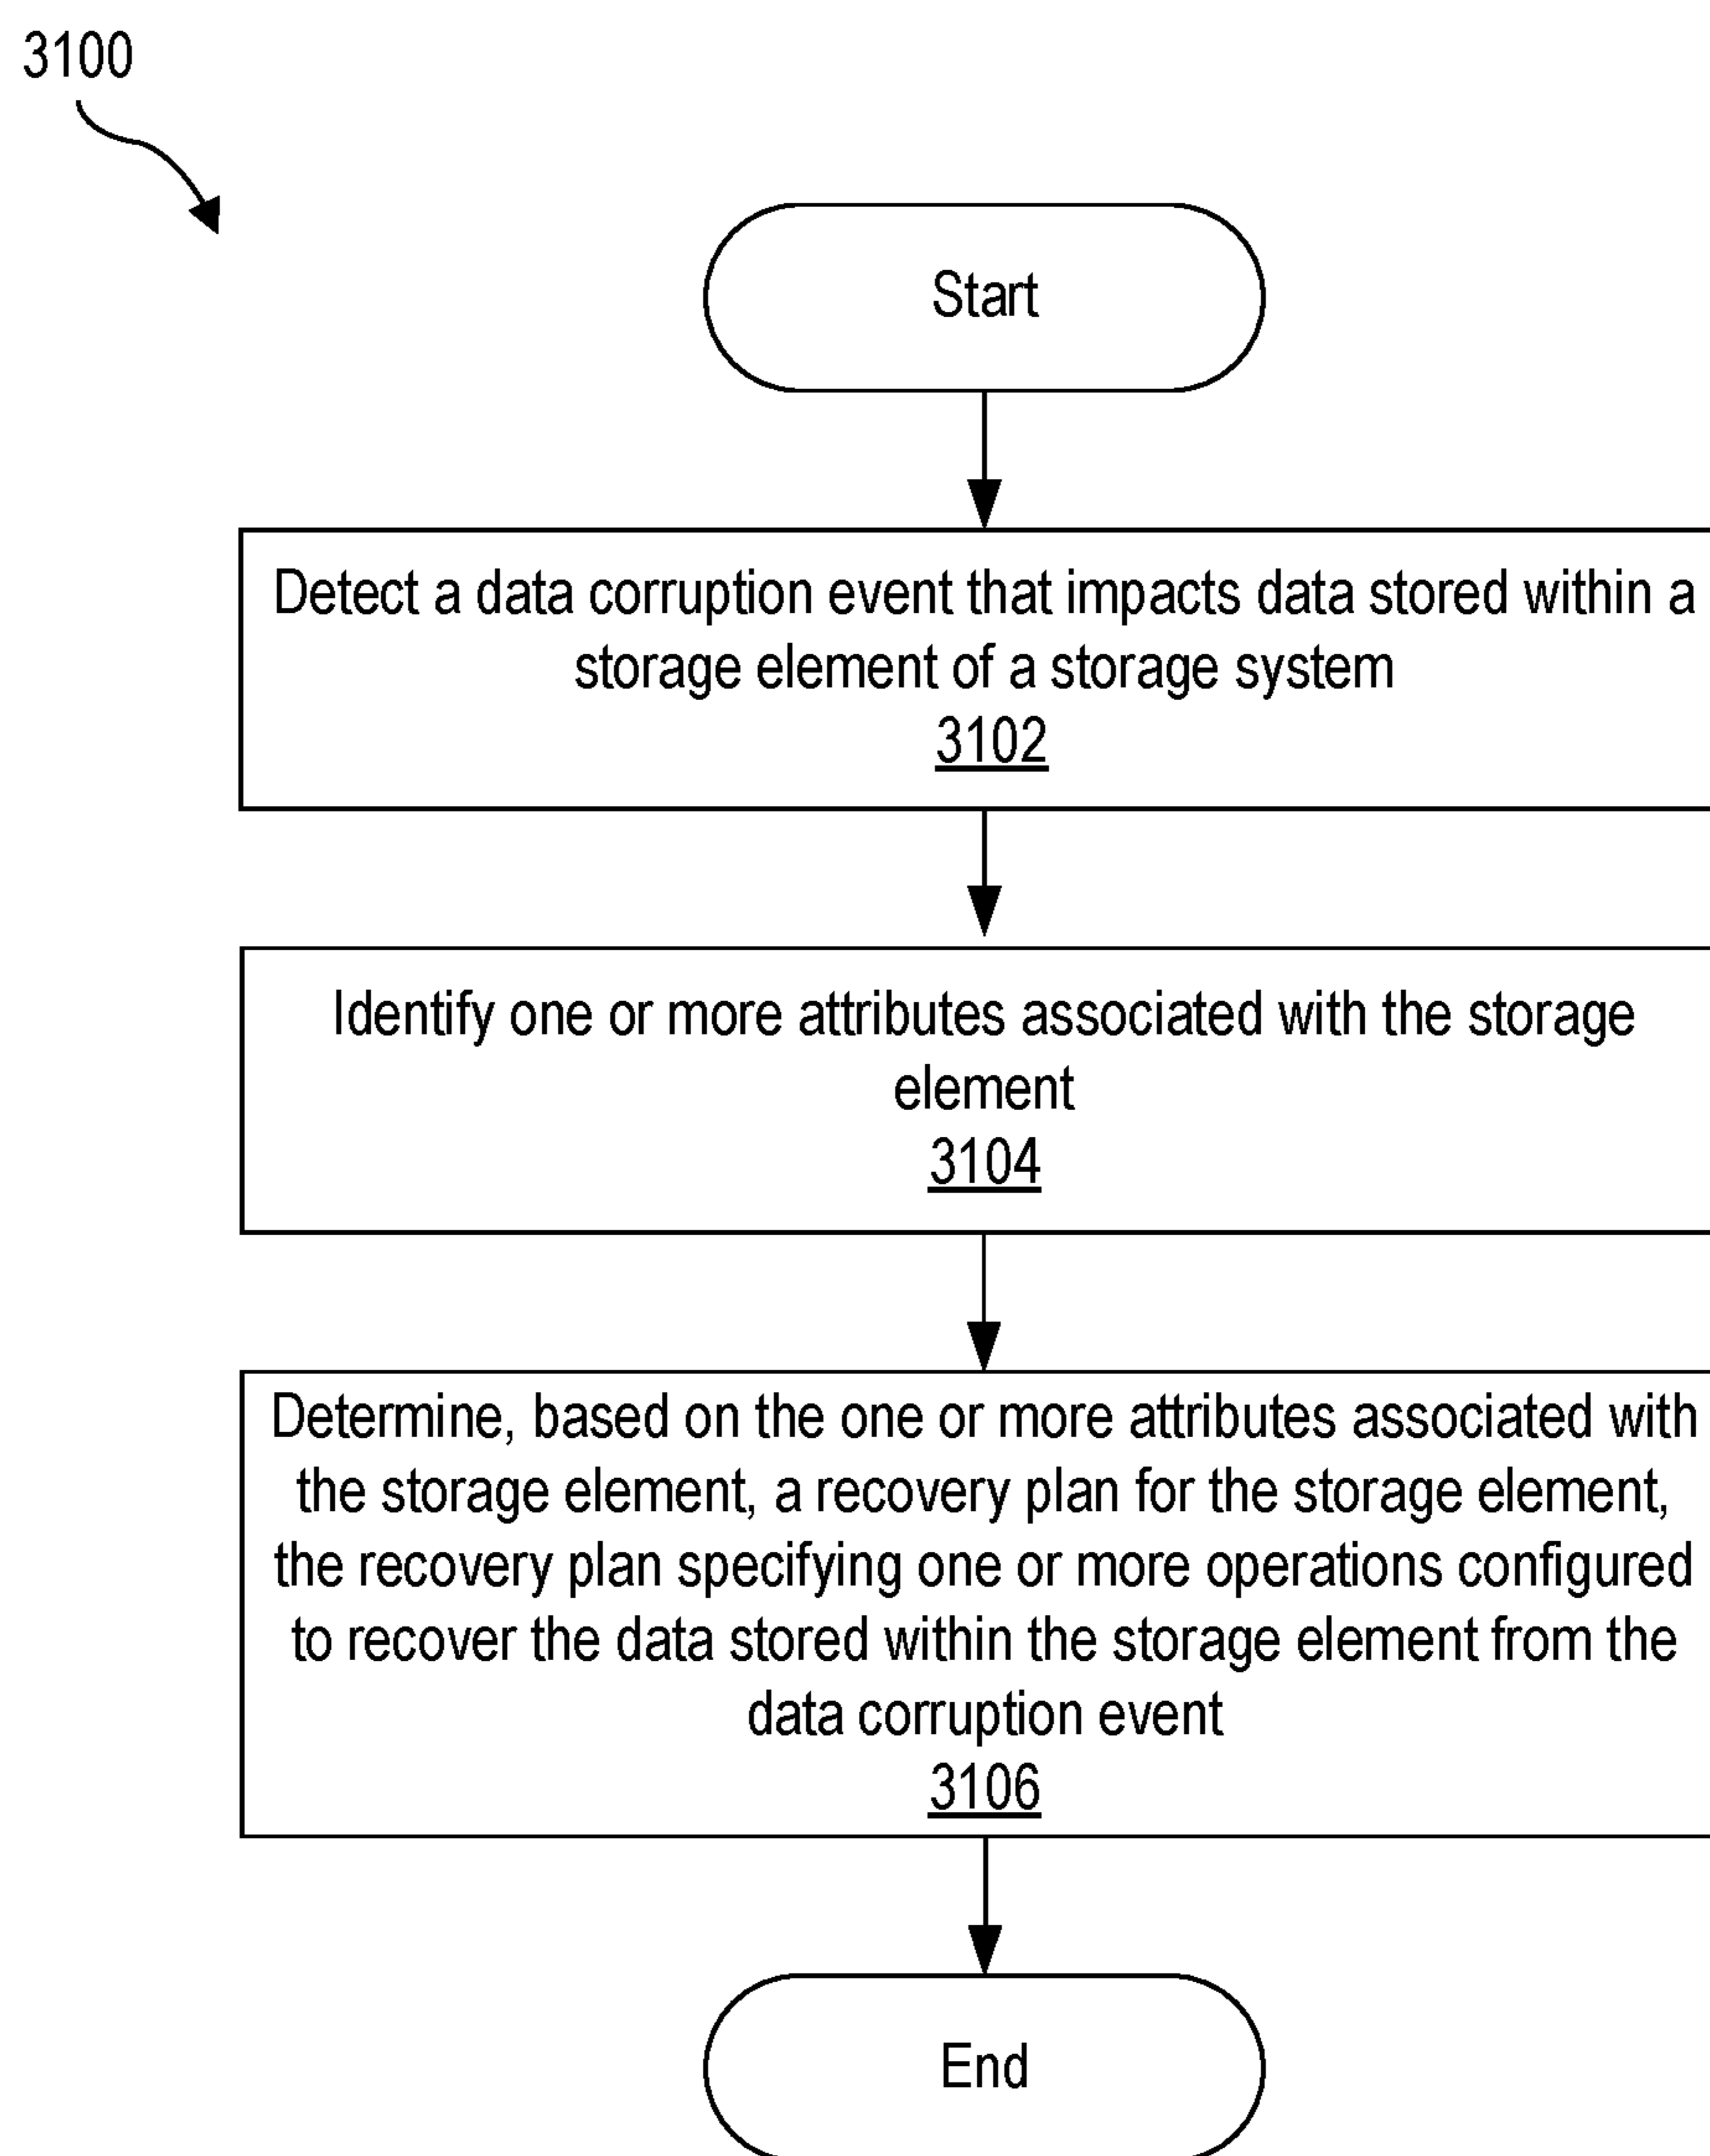 3100
Start
Detect a data corruption event that impacts data stored within a
storage element of a storage system
3102
Identify one or more attributes associated with the storage
element
3104
Determine, based on the one or more attributes associated with
the storage element, a recovery plan for the storage element,
the recovery plan specifying one or more operations configured
to recover the data stored within the storage element from the
data corruption event
3106
End